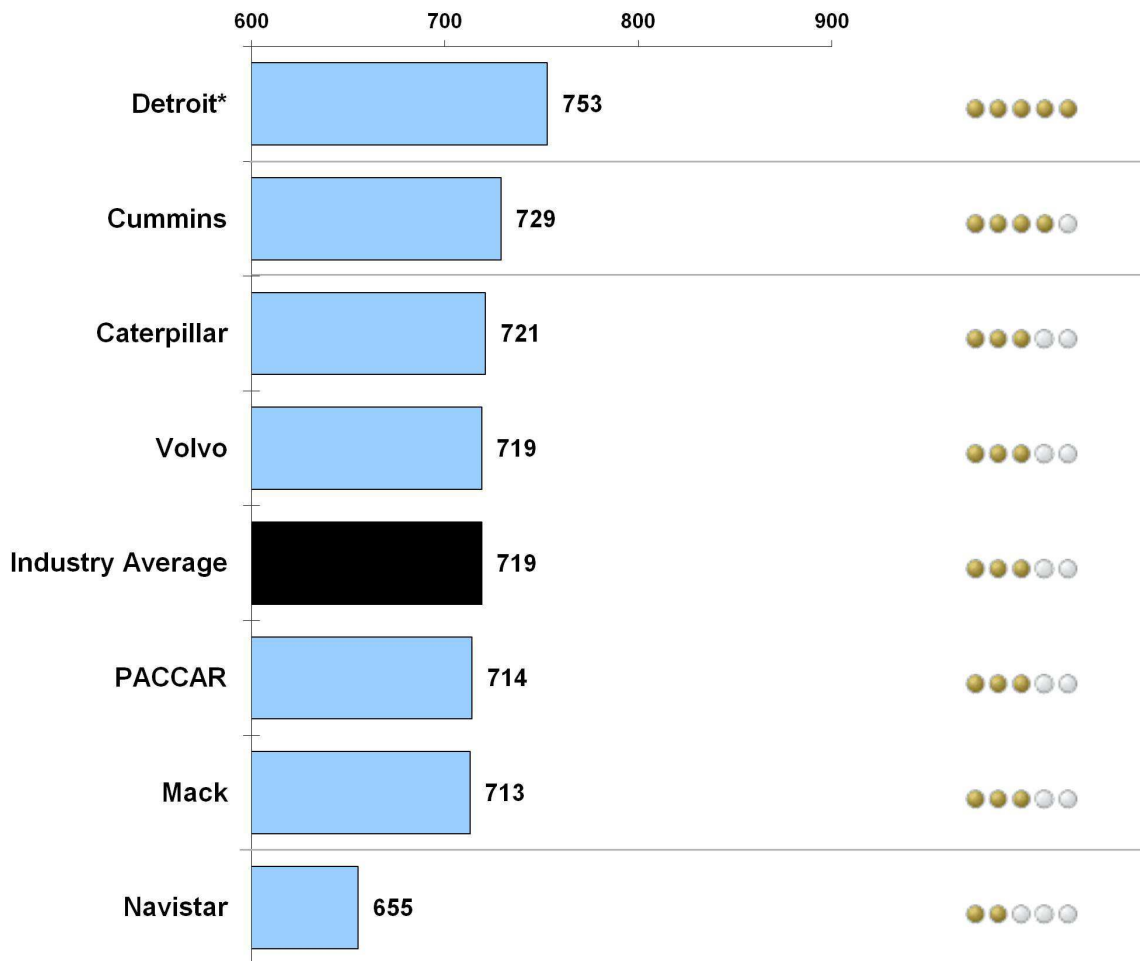 600 700 800 900
Detroit* 753
Cummins 729
Caterpillar 721
Volvo 719
Industry Average 719
PACCAR 714
Mack 713
Navistar 655